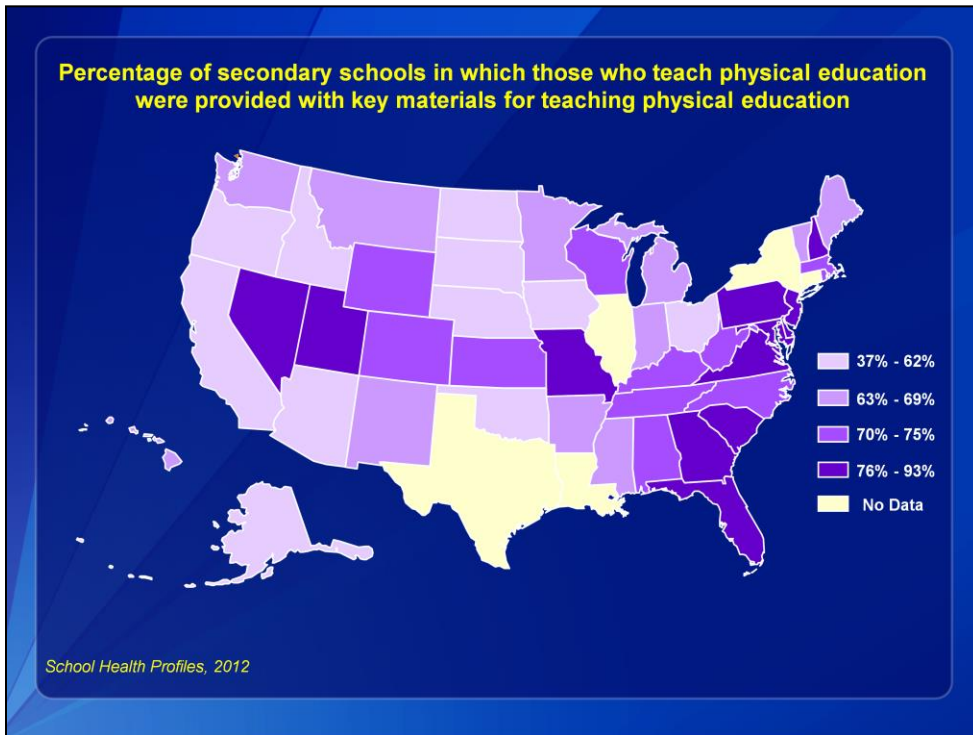 Percentage of secondary schools in which those who teach physical education
were provided with key materials for teaching physical education
37% - 62%
63% - 69%
70% - 75%
76% - 93%
No Data
School Health Profiles, 2012